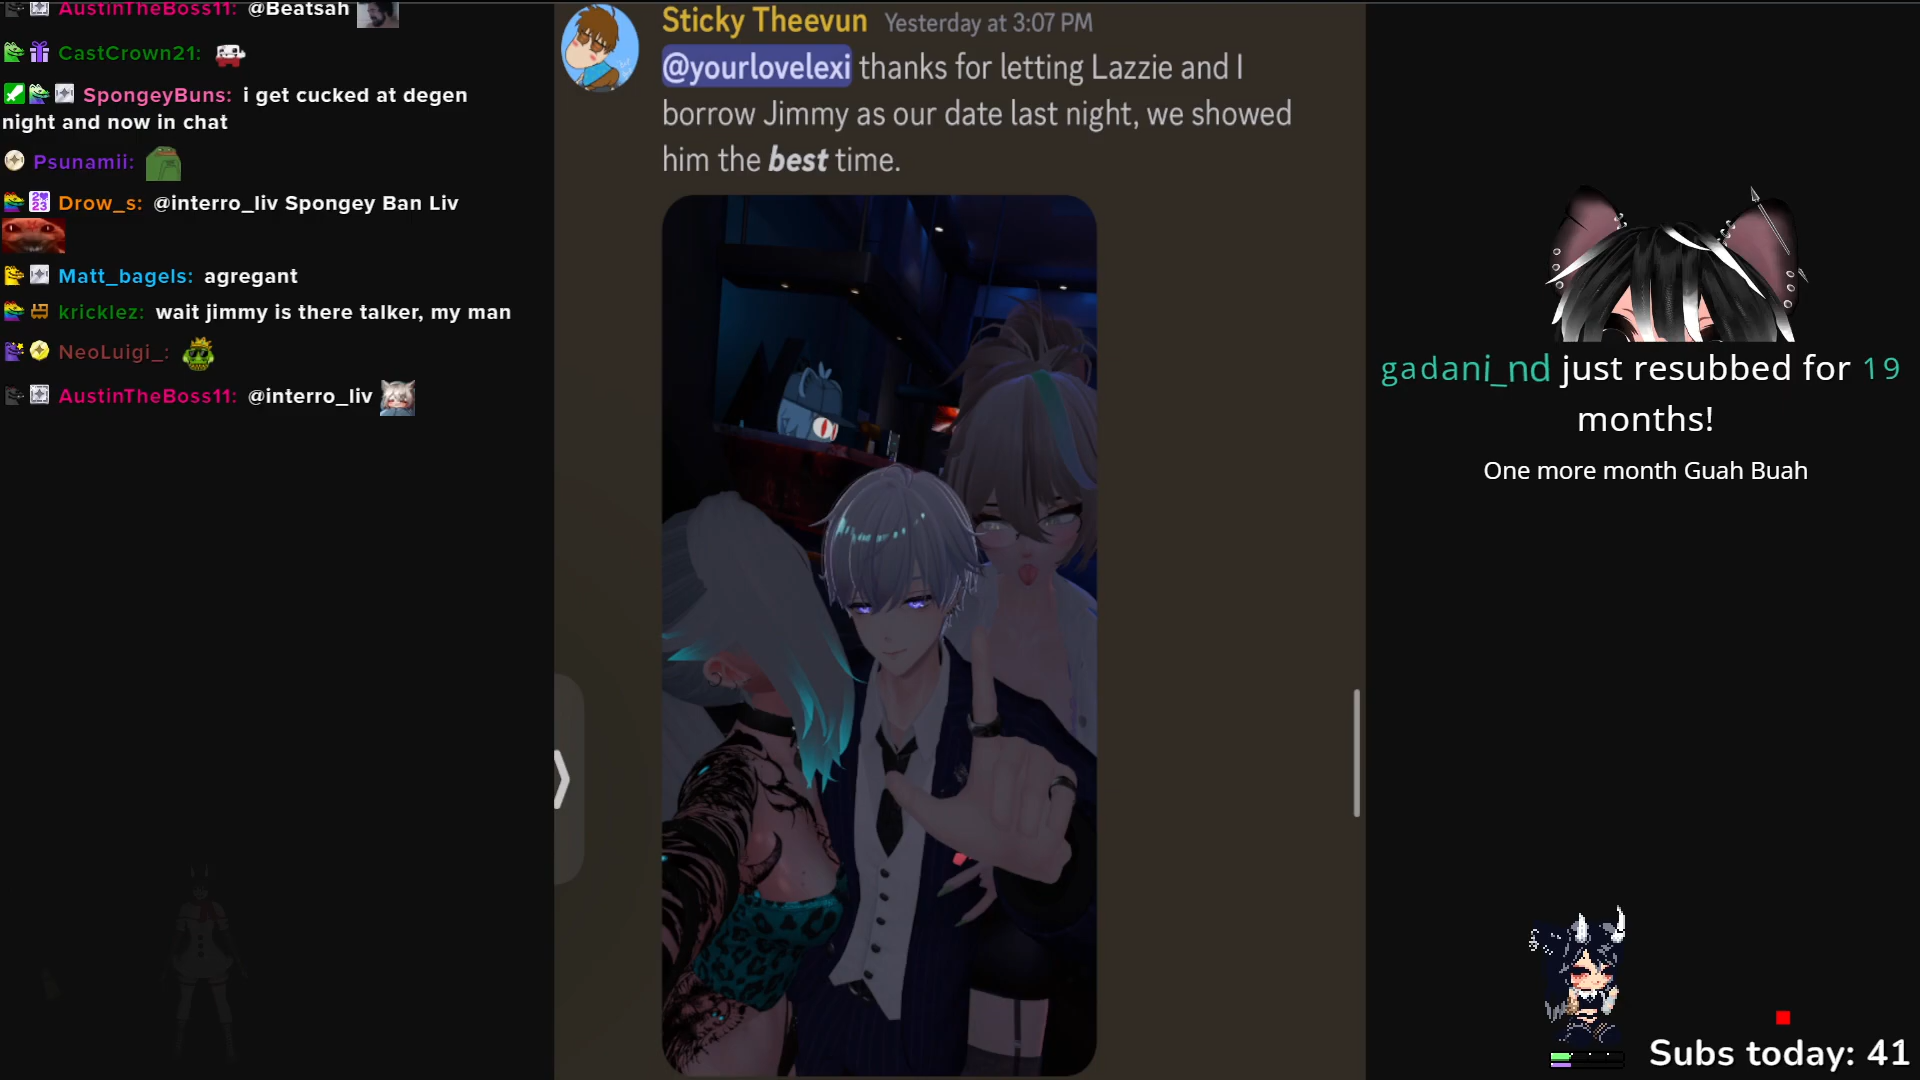 AustinTheBoss11: @Beatsah
CastCrown21:
SpongeyBuns: i get cucked at degen
night and now in chat
Psunamii:
Drow_s: @interro_liv Spongey Ban Liv
Matt_bagels: agregant
kricklez: wait jimmy is there talker, my man
NeoLuigi_:
AustinTheBoss11: @interro_liv
Sticky Theevun Yesterday at 3:07 PM
@yourlovelexi thanks for letting Lazzie and I
borrow Jimmy as our date last night, we showed
him the best time.
gadani_nd just resubbed for 19
months!
One more month Guah Buah
Subs today: 41